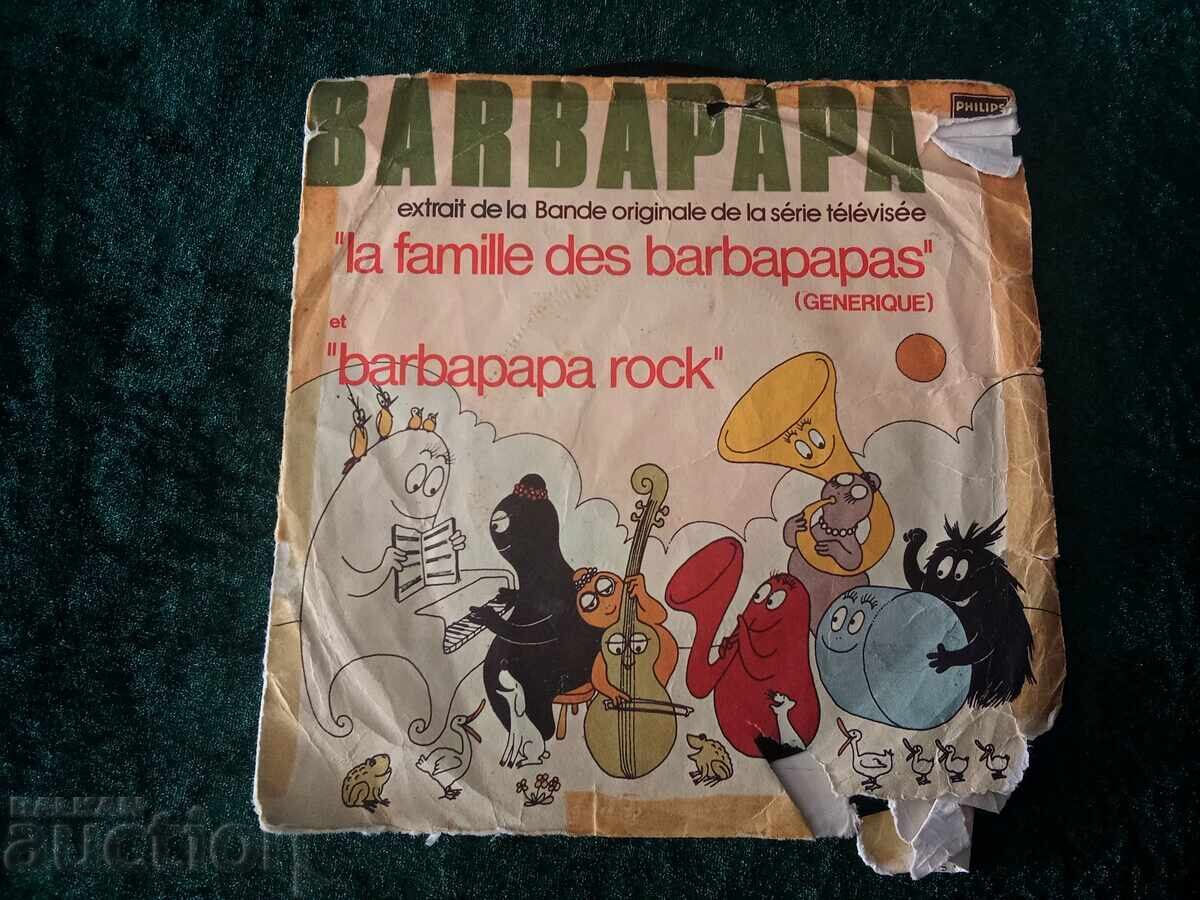 BARBAPAPA
PHILIPS
extrait de la Bande originale de la série télévisée
"la famille des barbapapas"
(GENERIQUE)
et
"barbapapa rock"
BALKAN
auction